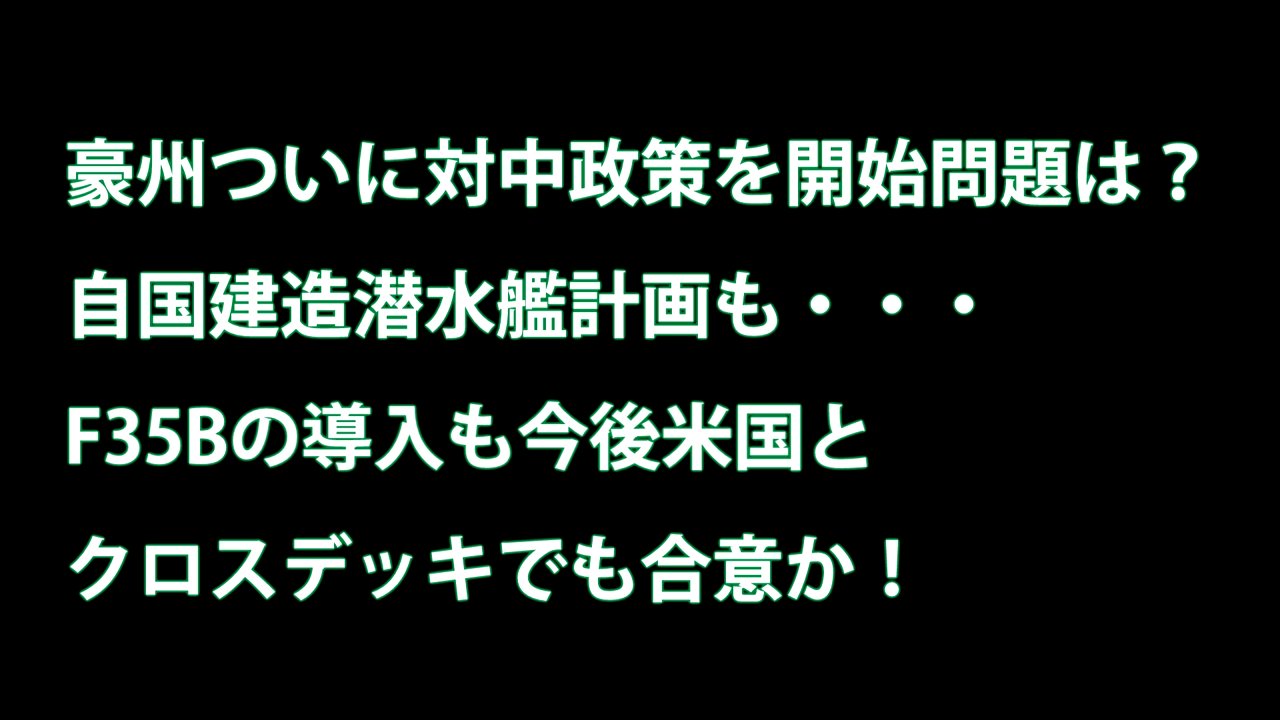 豪州ついに対中政策を開始問題は？
自国建造潜水艦計画も・・・
F35Bの導入も今後米国と
クロスデッキでも合意か！